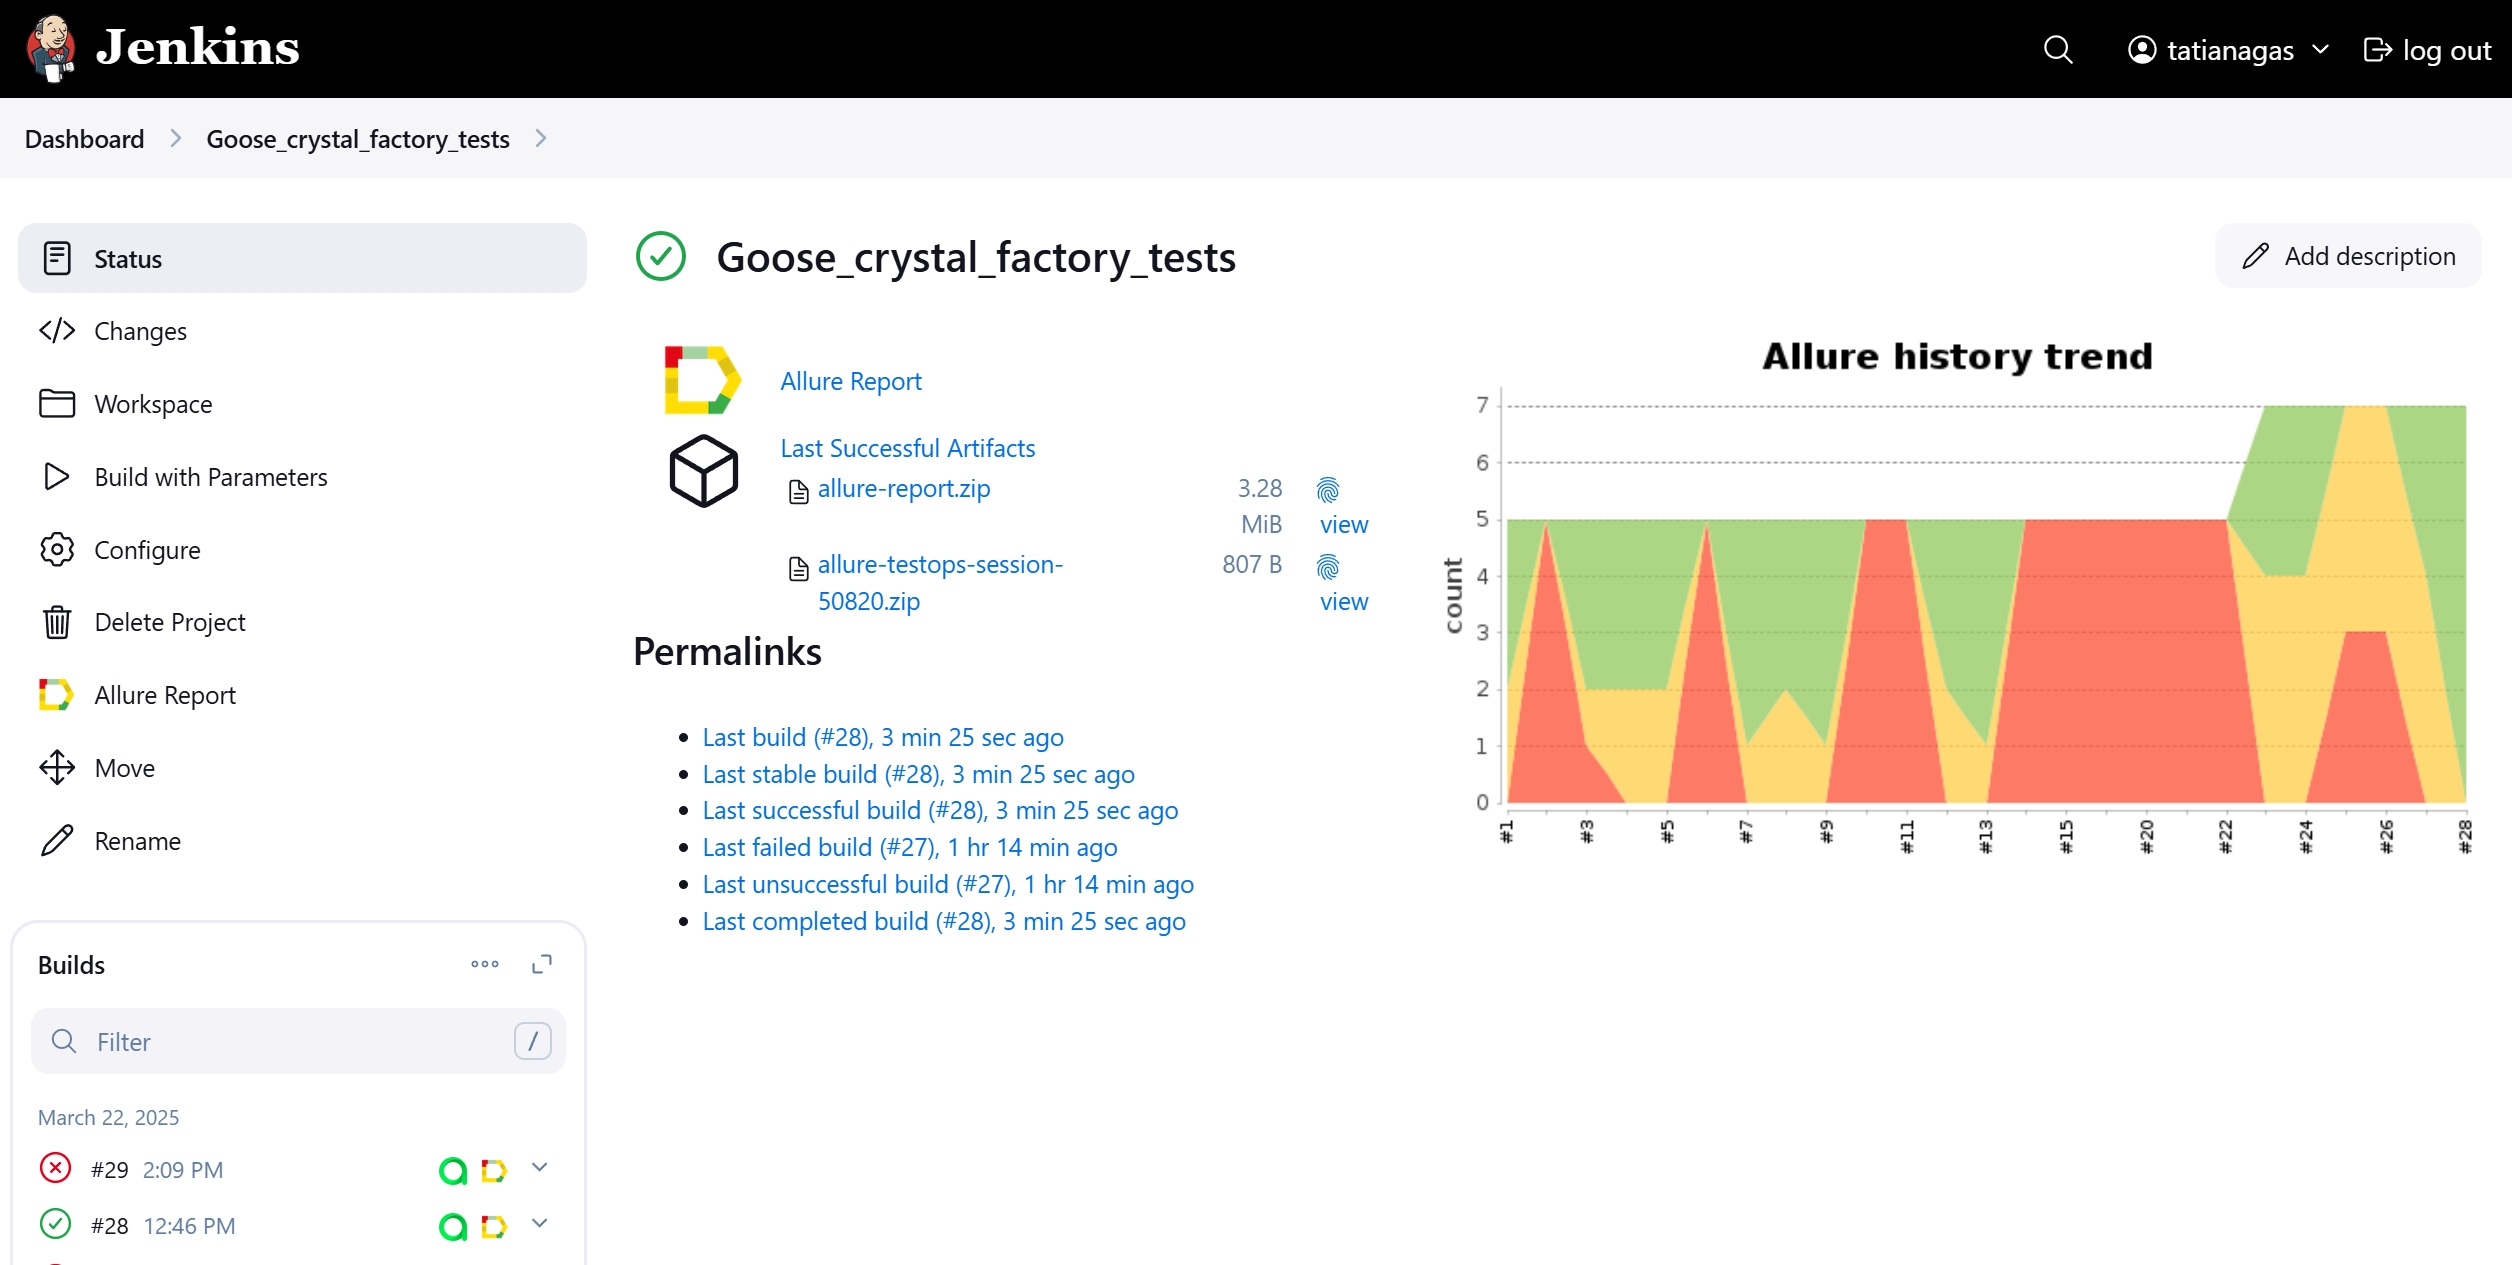 Jenkins
tatianagas
log out
Dashboard
Goose_crystal_factory_tests
Status
Changes
Workspace
Build with Parameters
Configure
Delete Project
Allure Report
Move
Rename
Builds
Filter
/
March 22, 2025
#29 2:09 PM
#28 12:46 PM
Goose_crystal_factory_tests
Add description
Allure Report
Last Successful Artifacts
allure-report.zip
3.28
MiB
view
allure-testops-session-
50820.zip
807 B
view
Permalinks
Last build (#28), 3 min 25 sec ago
Last stable build (#28), 3 min 25 sec ago
Last successful build (#28), 3 min 25 sec ago
Last failed build (#27), 1 hr 14 min ago
Last unsuccessful build (#27), 1 hr 14 min ago
Last completed build (#28), 3 min 25 sec ago
Allure history trend
count
7
6
5
4
3
2
1
0
#1
#3
#5
#7
#9
#11
#13
#15
#20
#22
#24
#26
#28